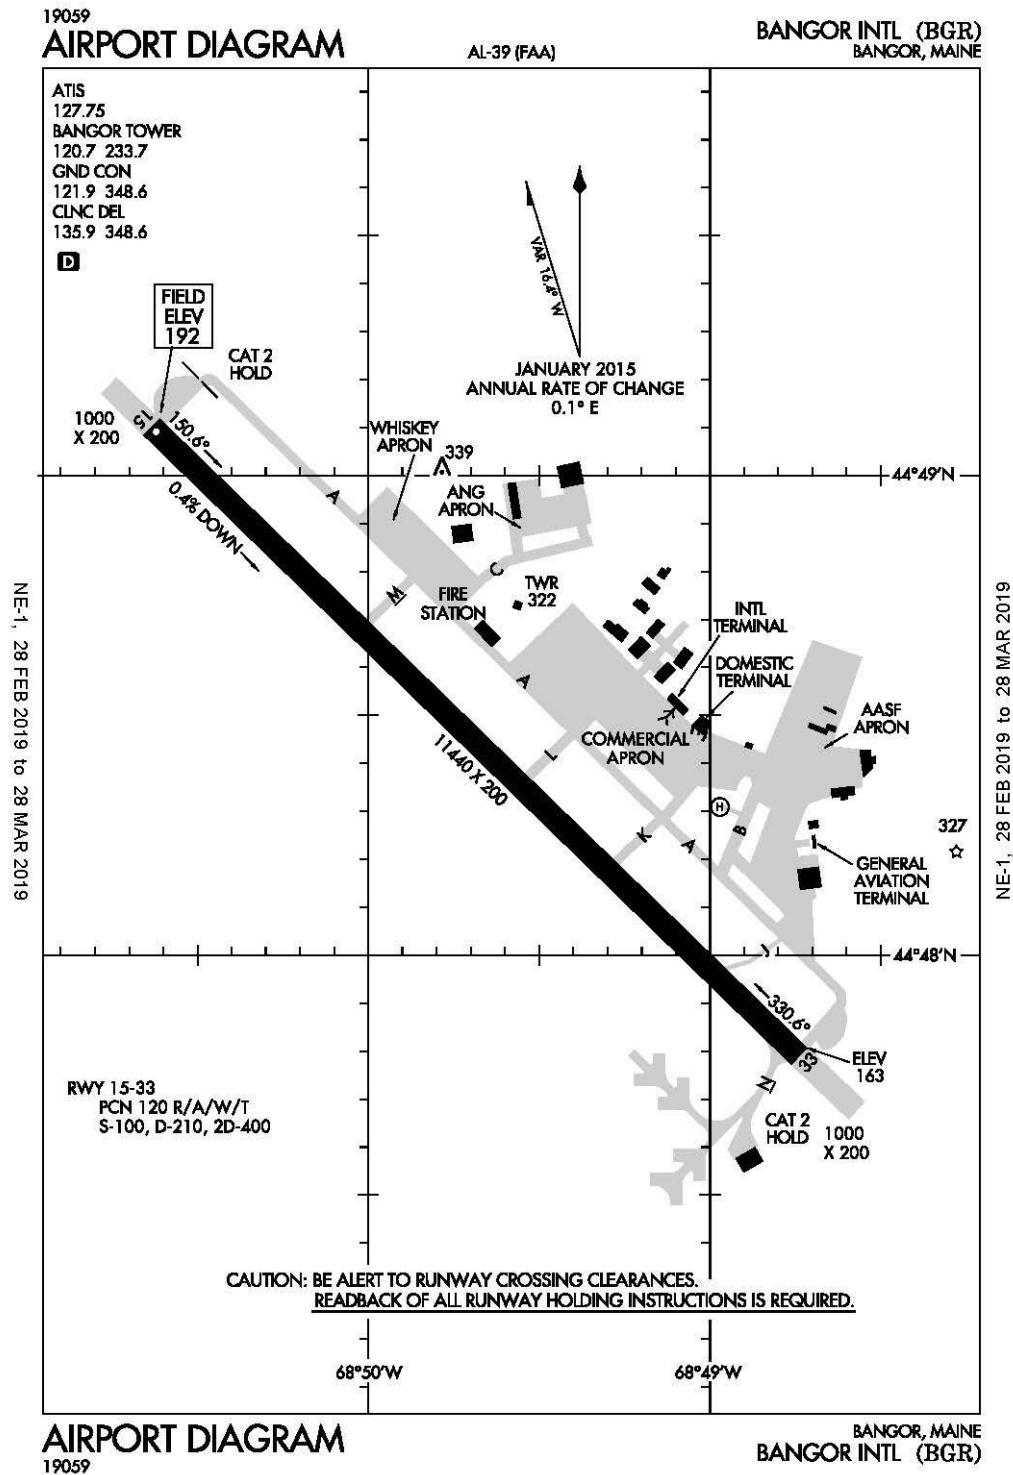 19059
AIRPORT DIAGRAM
AL-39 (FAA)
BANGOR INTL (BGR)
BANGOR, MAINE
ATIS
127.75
BANGOR TOWER
120.7 233.7
GND CON
121.9 348.6
CLNC DEL
135.9 348.6
D
VAR 16.4° W
JANUARY 2015
ANNUAL RATE OF CHANGE
0.1° E
FIELD
ELEV
192
CAT 2
HOLD
1000
X 200
15
150.6°
0.4% DOWN
A
WHISKEY
APRON
339
ANG
APRON
44°49'N
C
M
FIRE
STATION
TWR
322
INTL
TERMINAL
DOMESTIC
TERMINAL
A
COMMERCIAL
APRON
AASF
APRON
11440 X 200
L
H
K
A
B
327
GENERAL
AVIATION
TERMINAL
J
44°48'N
330.6°
33
ELEV
163
N
CAT 2
HOLD
1000
X 200
RWY 15-33
PCN 120 R/A/W/T
S-100, D-210, 2D-400
CAUTION: BE ALERT TO RUNWAY CROSSING CLEARANCES.
READBACK OF ALL RUNWAY HOLDING INSTRUCTIONS IS REQUIRED.
68°50'W
68°49'W
NE-1, 28 FEB 2019 to 28 MAR 2019
NE-1, 28 FEB 2019 to 28 MAR 2019
AIRPORT DIAGRAM
19059
BANGOR, MAINE
BANGOR INTL (BGR)